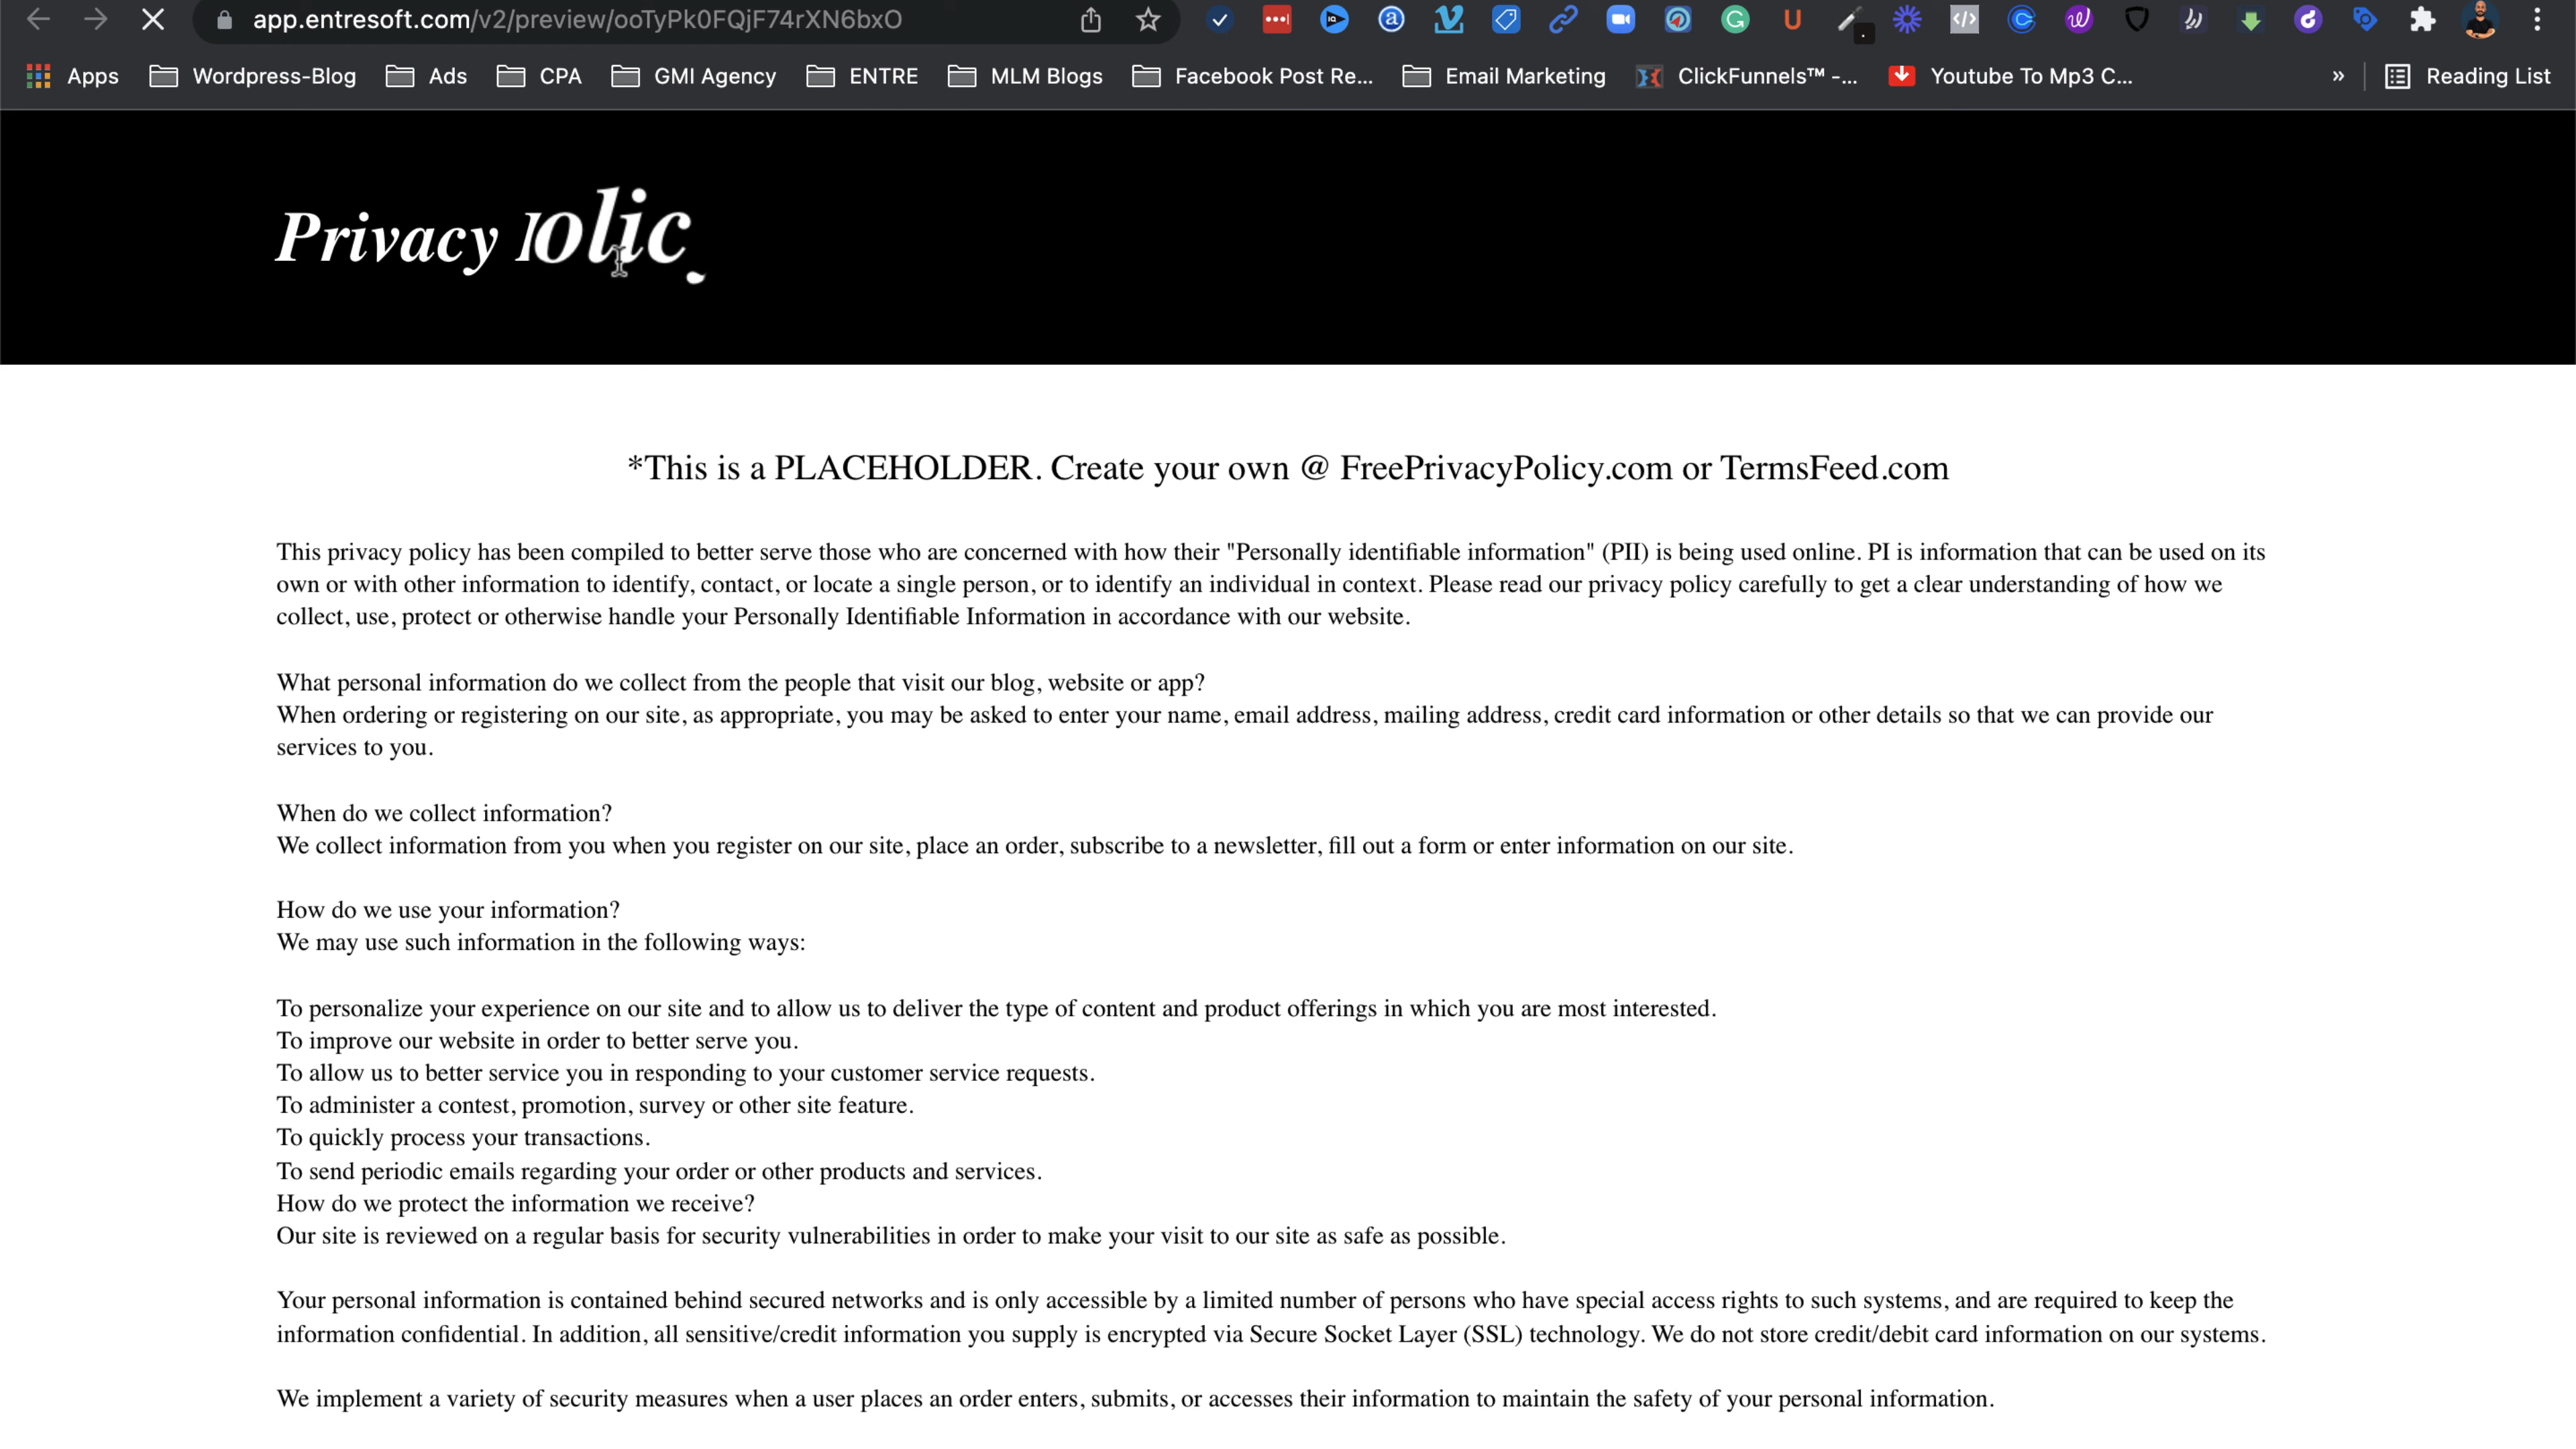 app.entresoft.com/v2/preview/ooTyPk0FQjF74rXN6bxO
Apps Wordpress-Blog Ads CPA GMI Agency ENTRE MLM Blogs Facebook Post Re... Email Marketing ClickFunnels™ -... Youtube To Mp3 C... » Reading List
Privacy
*This is a PLACEHOLDER. Create your own @ FreePrivacyPolicy.com or TermsFeed.com
This privacy policy has been compiled to better serve those who are concerned with how their "Personally identifiable information" (PII) is being used online. PI is information that can be used on its
own or with other information to identify, contact, or locate a single person, or to identify an individual in context. Please read our privacy policy carefully to get a clear understanding of how we
collect, use, protect or otherwise handle your Personally Identifiable Information in accordance with our website.
What personal information do we collect from the people that visit our blog, website or app?
When ordering or registering on our site, as appropriate, you may be asked to enter your name, email address, mailing address, credit card information or other details so that we can provide our
services to you.
When do we collect information?
We collect information from you when you register on our site, place an order, subscribe to a newsletter, fill out a form or enter information on our site.
How do we use your information?
We may use such information in the following ways:
To personalize your experience on our site and to allow us to deliver the type of content and product offerings in which you are most interested.
To improve our website in order to better serve you.
To allow us to better service you in responding to your customer service requests.
To administer a contest, promotion, survey or other site feature.
To quickly process your transactions.
To send periodic emails regarding your order or other products and services.
How do we protect the information we receive?
Our site is reviewed on a regular basis for security vulnerabilities in order to make your visit to our site as safe as possible.
Your personal information is contained behind secured networks and is only accessible by a limited number of persons who have special access rights to such systems, and are required to keep the
information confidential. In addition, all sensitive/credit information you supply is encrypted via Secure Socket Layer (SSL) technology. We do not store credit/debit card information on our systems.
We implement a variety of security measures when a user places an order enters, submits, or accesses their information to maintain the safety of your personal information.